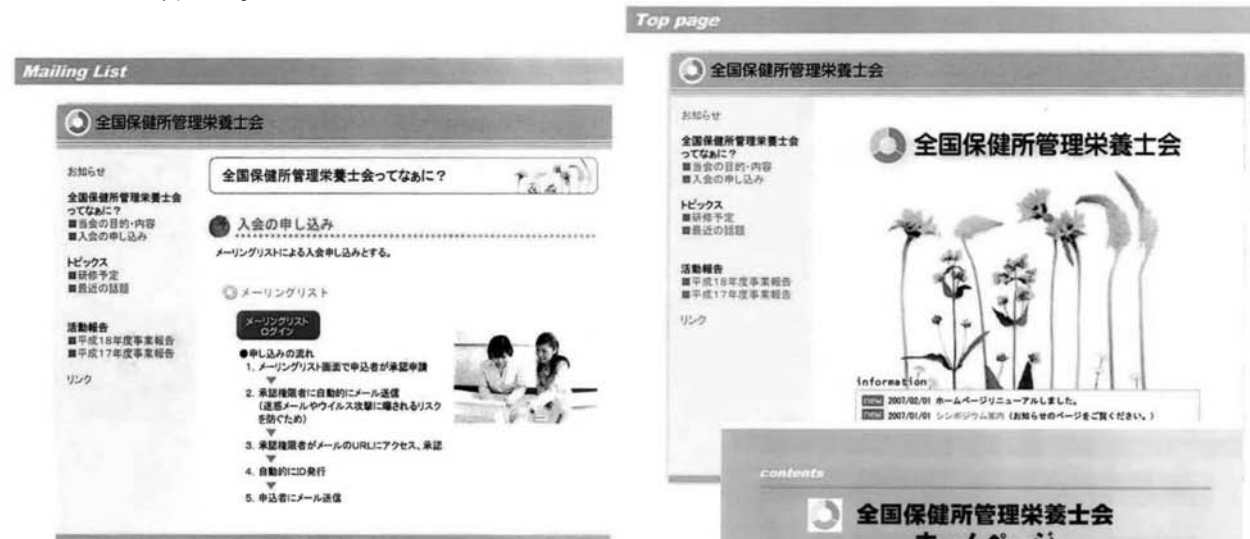 Mailing List
全国保健所管理栄養士会
お知らせ
全国保健所管理栄養士会
ってなぁに？
■当会の目的・内容
■入会の申し込み
トピックス
■研修予定
■最近の話題
活動報告
■平成18年度事業報告
■平成17年度事業報告
リンク
全国保健所管理栄養士会ってなぁに？
入会の申し込み
メーリングリストによる入会申し込みとする。
メーリングリスト
メーリングリスト
ログイン
●申し込みの流れ
1. メーリングリスト画面で申込者が承認申請
2. 承認権限者に自動的にメール送信
(迷惑メールやウイルス攻撃に曝されるリスク
を防ぐため)
3. 承認権限者がメールのURLにアクセス、承認
4. 自動的にID発行
5. 申込者にメール送信
Top page
全国保健所管理栄養士会
お知らせ
全国保健所管理栄養士会
ってなぁに？
■当会の目的・内容
■入会の申し込み
トピックス
■研修予定
■最近の話題
活動報告
■平成18年度事業報告
■平成17年度事業報告
リンク
全国保健所管理栄養士会
information
new 2007/02/01 ホームページリニューアルしました。
new 2007/01/01 シンポジウム案内 (お知らせのページをご覧ください。)
contents
全国保健所管理栄養士会
ホームページ